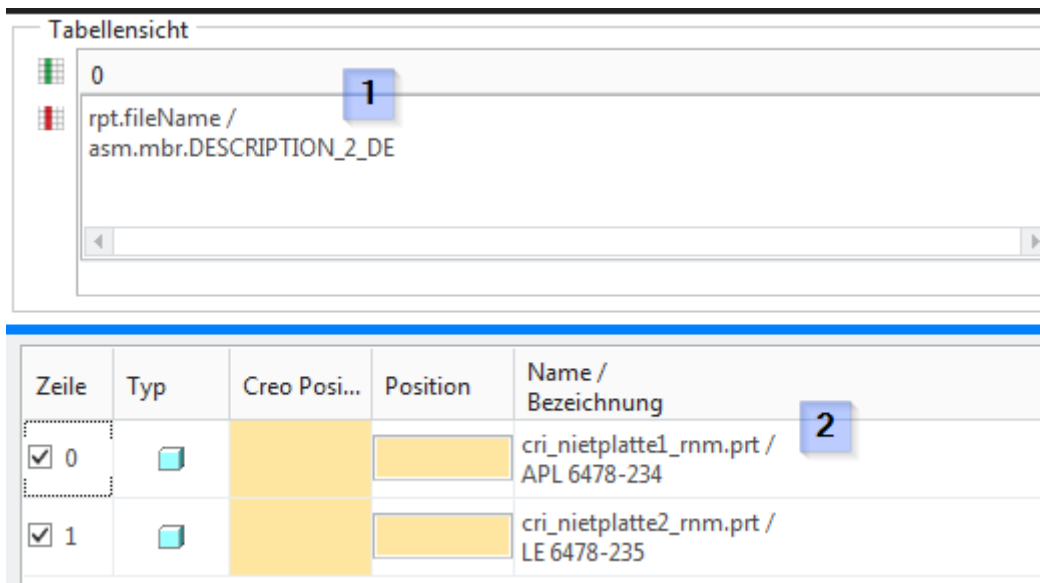 Tabellensicht
0
1
rpt.fileName /
asm.mbr.DESCRIPTION_2_DE
Zeile Typ Creo Posi... Position Name /
Bezeichnung
2
0 cri_nietplatte1_rnm.prt /
APL 6478-234
1 cri_nietplatte2_rnm.prt /
LE 6478-235